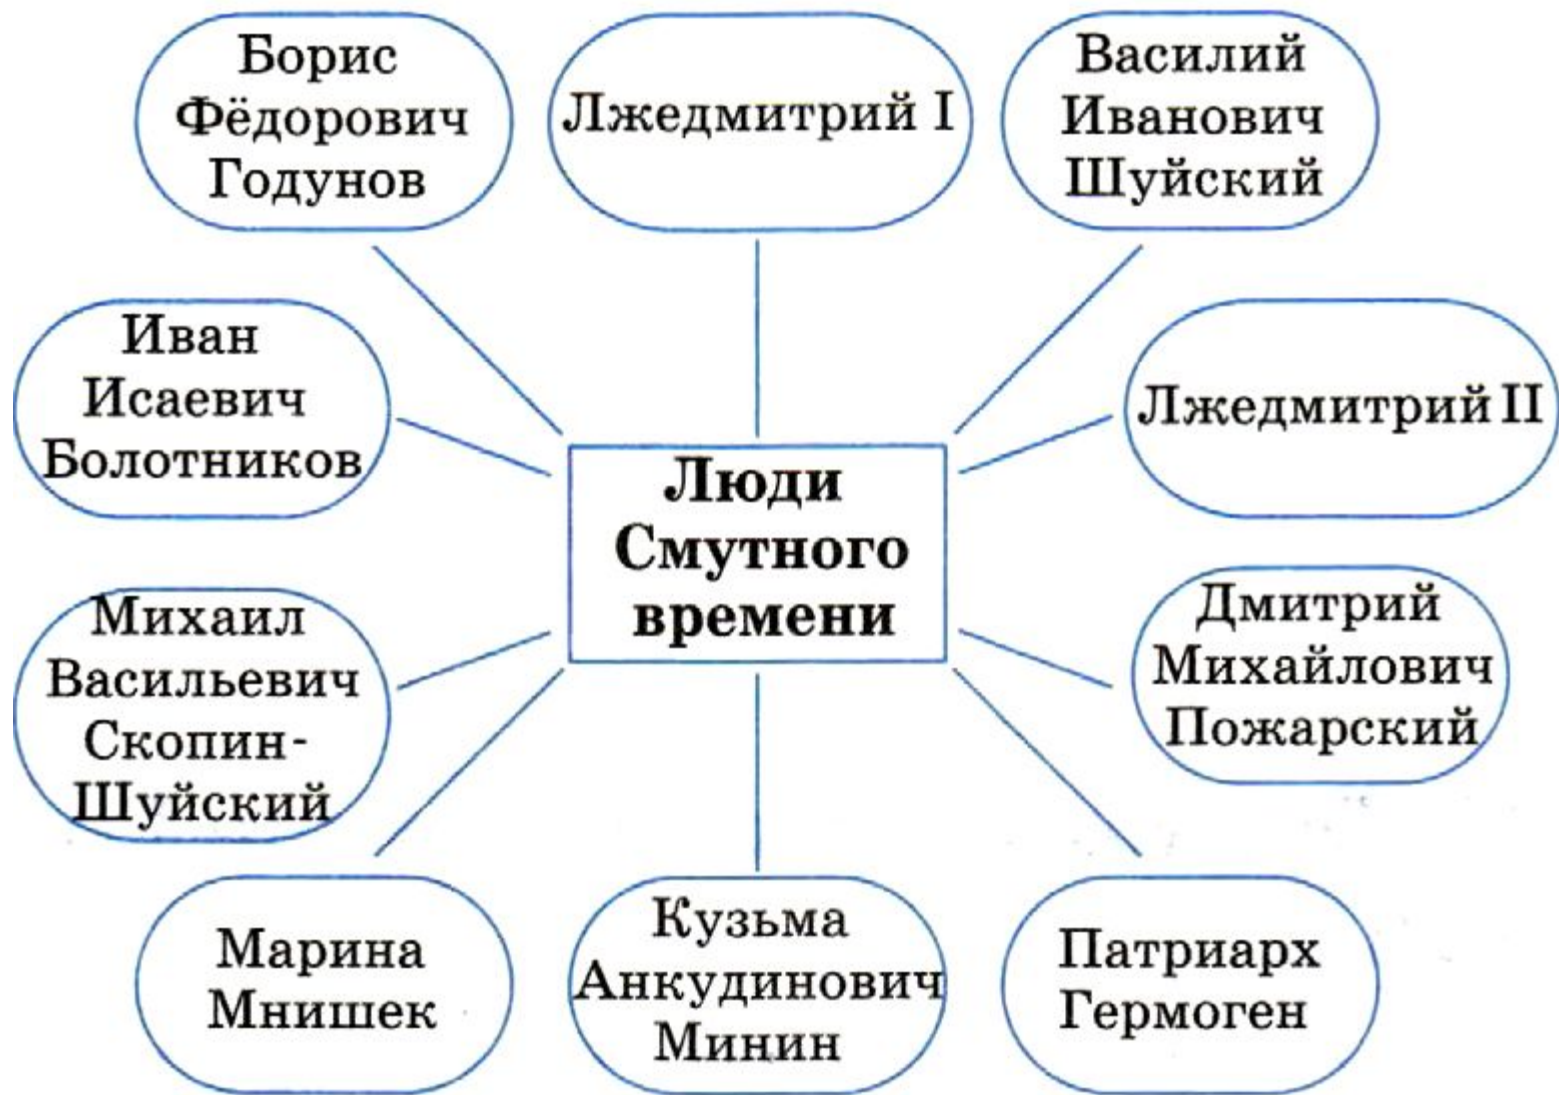 Борис
Фёдорович
Годунов
Лжедмитрий I
Василий
Иванович
Шуйский
Иван
Исаевич
Болотников
Лжедмитрий II
Люди
Смутного
времени
Михаил
Васильевич
Скопин-
Шуйский
Дмитрий
Михайлович
Пожарский
Марина
Мнишек
Кузьма
Анкудинович
Минин
Патриарх
Гермоген